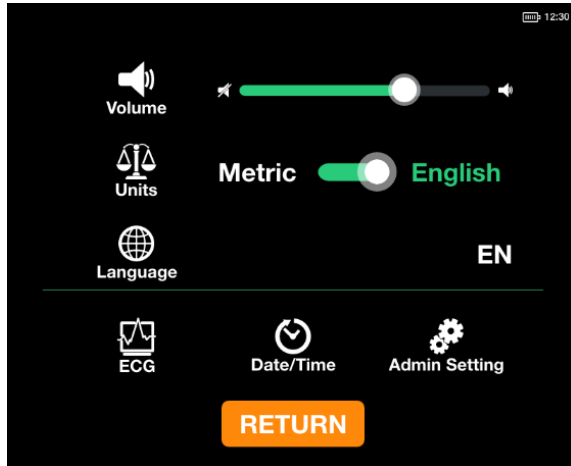 12:30
Volume
Units
Metric English
Language
EN
ECG Date/Time Admin Setting
RETURN